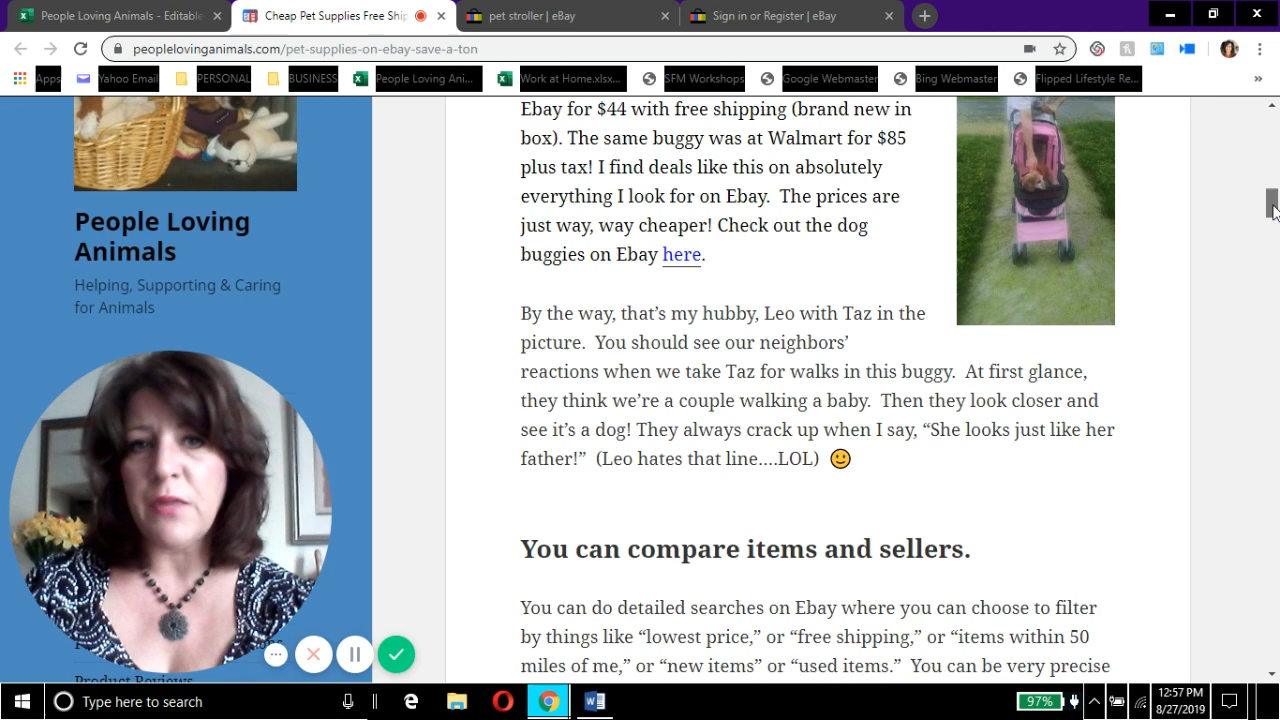 People Loving Animals - Editable
Cheap Pet Supplies Free Ship
pet stroller | eBay
Sign in or Register | eBay
peoplelovinganimals.com/pet-supplies-on-ebay-save-a-ton
Apps
Yahoo Email
PERSONAL
BUSINESS
People Loving Ani...
Work at Home.xlsx...
SFM Workshops
Google Webmaster
Bing Webmaster
Flipped Lifestyle Re...
»
People Loving
Animals
Helping, Supporting & Caring
for Animals
Product Reviews
Ebay for $44 with free shipping (brand new in
box). The same buggy was at Walmart for $85
plus tax! I find deals like this on absolutely
everything I look for on Ebay.  The prices are
just way, way cheaper! Check out the dog
buggies on Ebay here.
By the way, that’s my hubby, Leo with Taz in the
picture.  You should see our neighbors’
reactions when we take Taz for walks in this buggy.  At first glance,
they think we’re a couple walking a baby.  Then they look closer and
see it’s a dog! They always crack up when I say, “She looks just like her
father!”  (Leo hates that line....LOL) 🙂
You can compare items and sellers.
You can do detailed searches on Ebay where you can choose to filter
by things like “lowest price,” or “free shipping,” or “items within 50
miles of me,” or “new items” or “used items.”  You can be very precise
Type here to search
97%
12:57 PM
8/27/2019